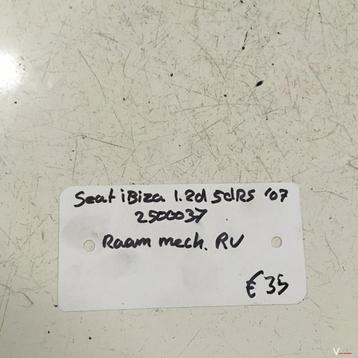 Seat iBiza 1.2d 5dRS '07
2500037
Raam mech. RV
€35